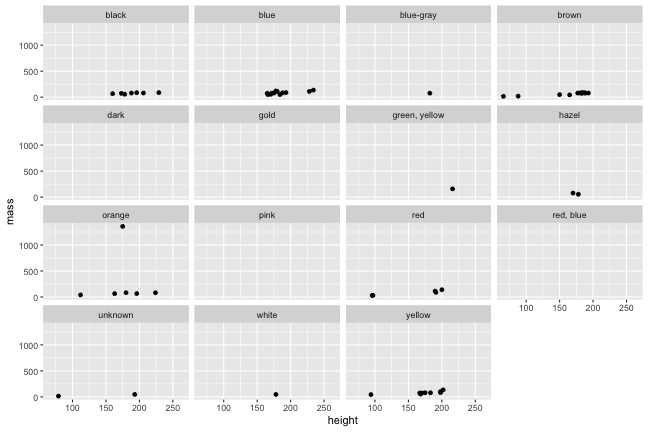 black blue blue-gray brown
1000
500
0
dark gold green, yellow hazel
1000
500
0
mass
orange pink red red, blue
1000
500
0
100 150 200 250
unknown white yellow
1000
500
0
100 150 200 250 100 150 200 250 100 150 200 250
height